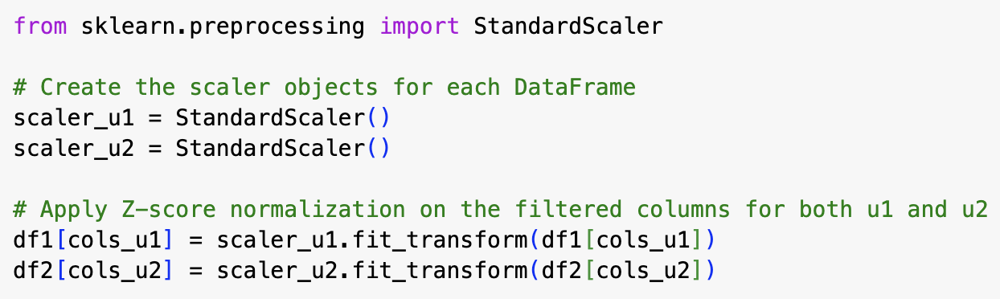 from sklearn.preprocessing import StandardScaler
# Create the scaler objects for each DataFrame
scaler_u1 = StandardScaler()
scaler_u2 = StandardScaler()
# Apply Z-score normalization on the filtered columns for both u1 and u2
df1[cols_u1] = scaler_u1.fit_transform(df1[cols_u1])
df2[cols_u2] = scaler_u2.fit_transform(df2[cols_u2])